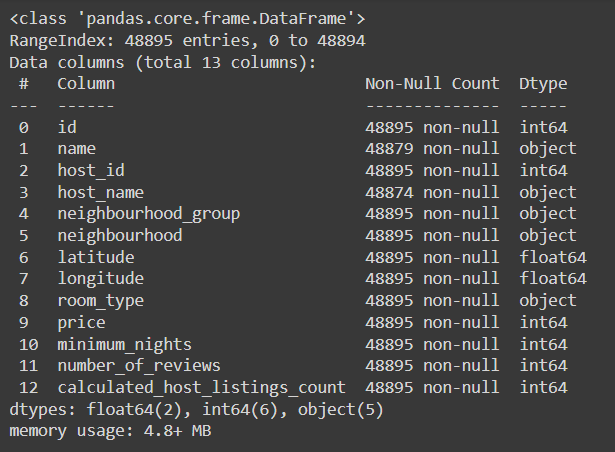 <class 'pandas.core.frame.DataFrame'>
RangeIndex: 48895 entries, 0 to 48894
Data columns (total 13 columns):
 #   Column                          Non-Null Count  Dtype
---  ------                          --------------  -----
 0   id                              48895 non-null  int64
 1   name                            48879 non-null  object
 2   host_id                         48895 non-null  int64
 3   host_name                       48874 non-null  object
 4   neighbourhood_group             48895 non-null  object
 5   neighbourhood                   48895 non-null  object
 6   latitude                        48895 non-null  float64
 7   longitude                       48895 non-null  float64
 8   room_type                       48895 non-null  object
 9   price                           48895 non-null  int64
 10  minimum_nights                  48895 non-null  int64
 11  number_of_reviews               48895 non-null  int64
 12  calculated_host_listings_count  48895 non-null  int64
dtypes: float64(2), int64(6), object(5)
memory usage: 4.8+ MB